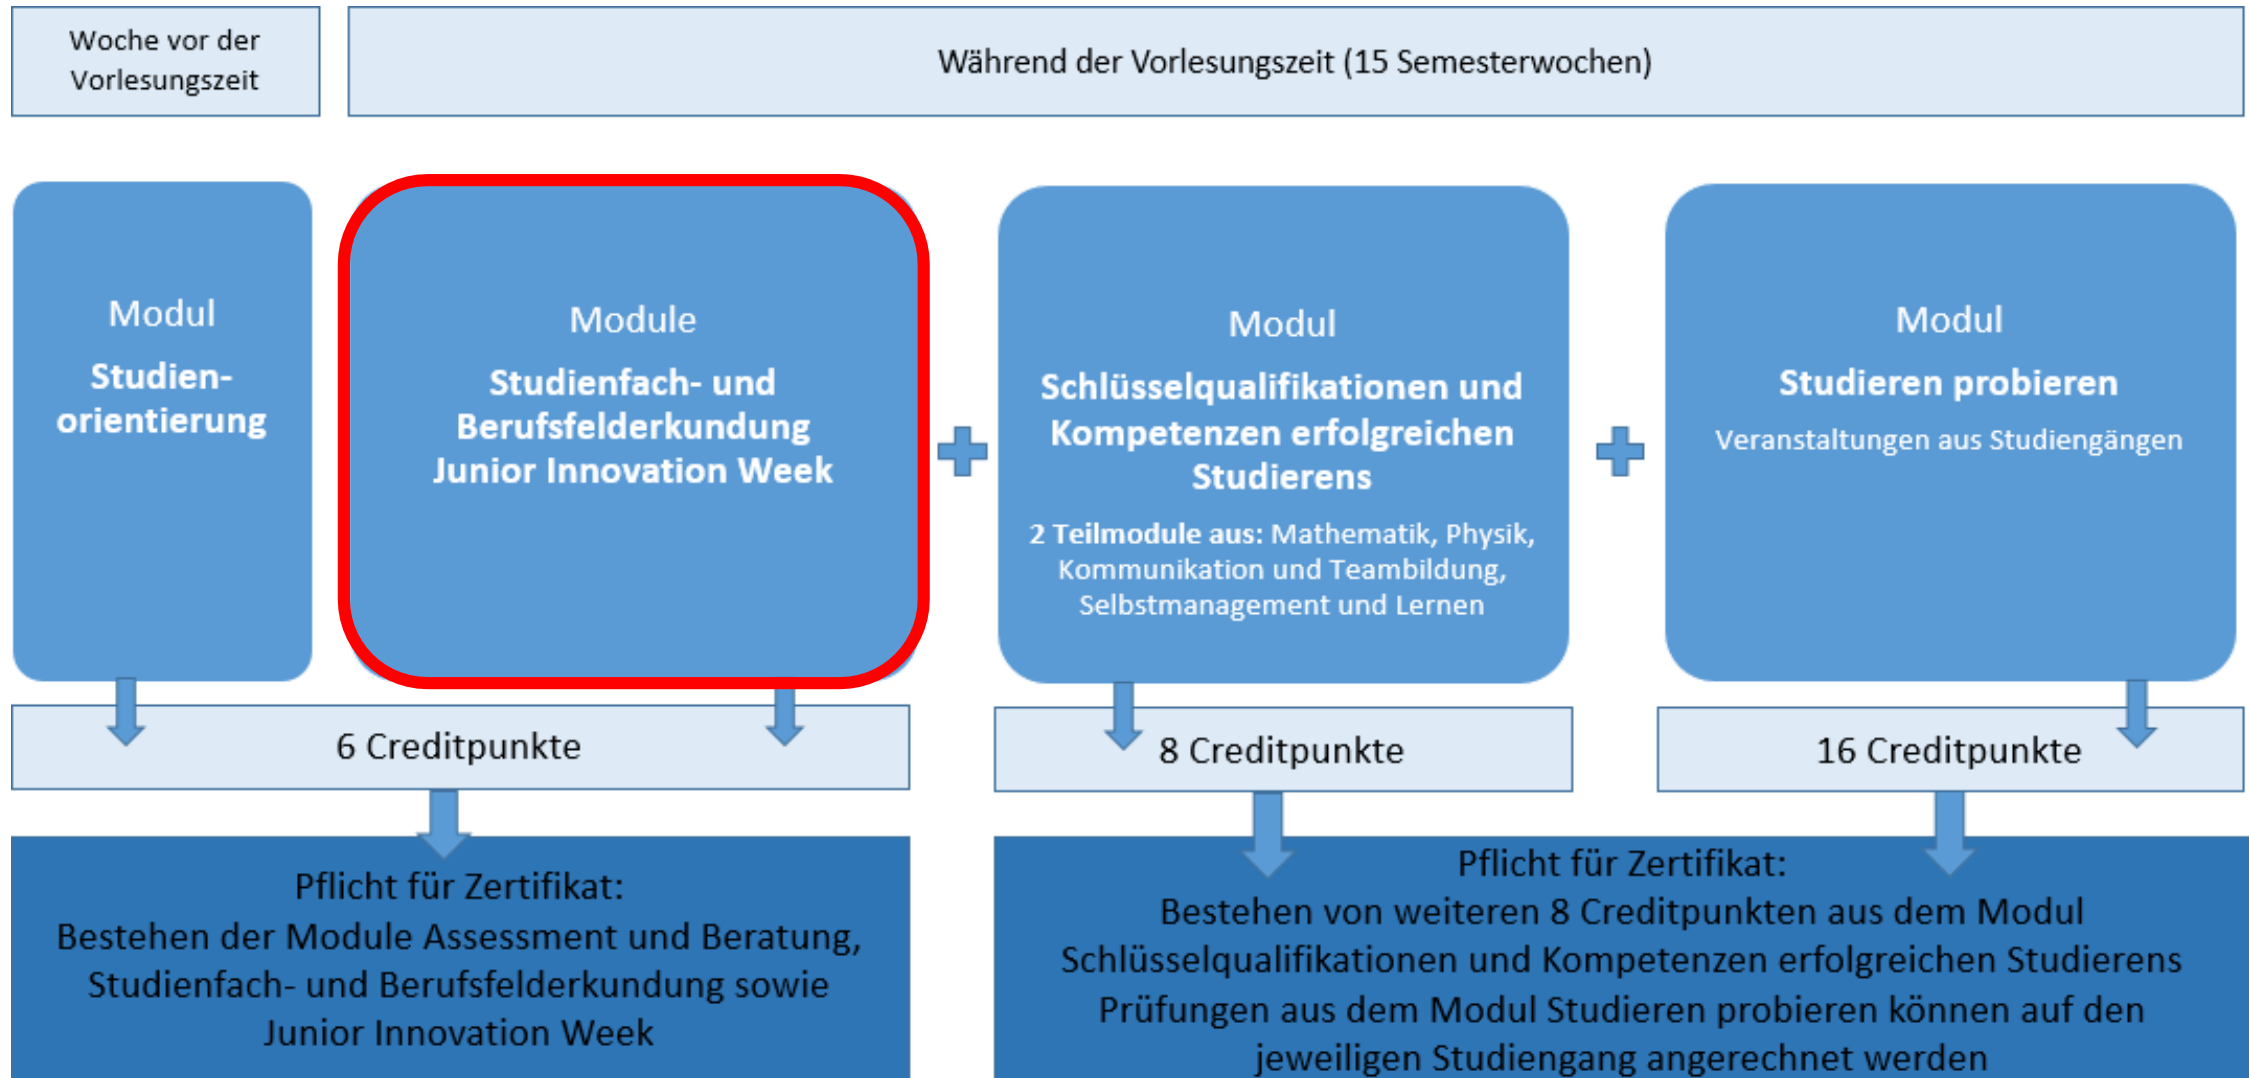 Woche vor der
Vorlesungszeit
Während der Vorlesungszeit (15 Semesterwochen)
Modul
Studien-
orientierung
Module
Studienfach- und
Berufsfelderkundung
Junior Innovation Week
Modul
Schlüsselqualifikationen und
Kompetenzen erfolgreichen
Studierens
2 Teilmodule aus: Mathematik, Physik,
Kommunikation und Teambildung,
Selbstmanagement und Lernen
Modul
Studieren probieren
Veranstaltungen aus Studiengängen
6 Creditpunkte
8 Creditpunkte
16 Creditpunkte
Pflicht für Zertifikat:
Bestehen der Module Assessment und Beratung,
Studienfach- und Berufsfelderkundung sowie
Junior Innovation Week
Pflicht für Zertifikat:
Bestehen von weiteren 8 Creditpunkten aus dem Modul
Schlüsselqualifikationen und Kompetenzen erfolgreichen Studierens
Prüfungen aus dem Modul Studieren probieren können auf den
jeweiligen Studiengang angerechnet werden